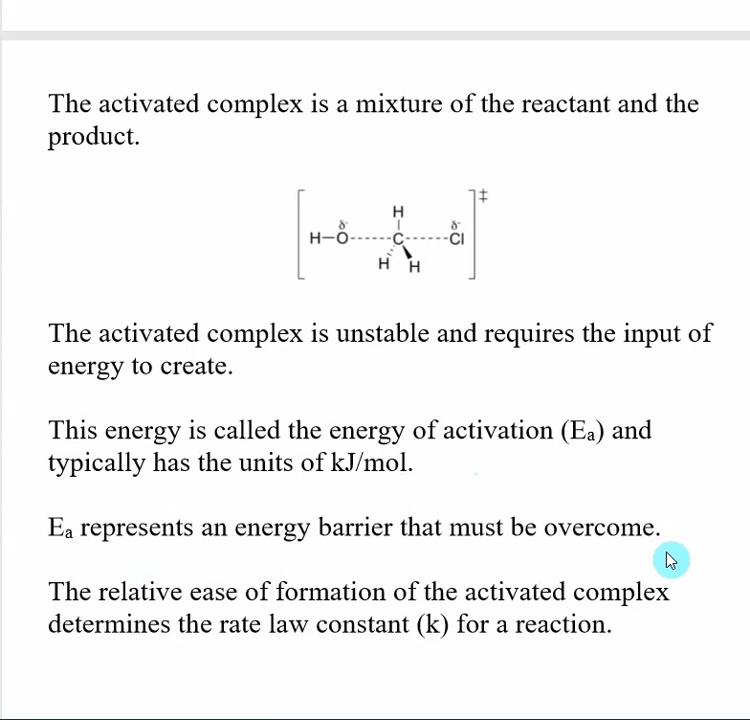 The activated complex is a mixture of the reactant and the
product.
‡
H
δ- δ-
H–O------C------Cl
H H
The activated complex is unstable and requires the input of
energy to create.
This energy is called the energy of activation (Eₐ) and
typically has the units of kJ/mol.
Eₐ represents an energy barrier that must be overcome.
The relative ease of formation of the activated complex
determines the rate law constant (k) for a reaction.